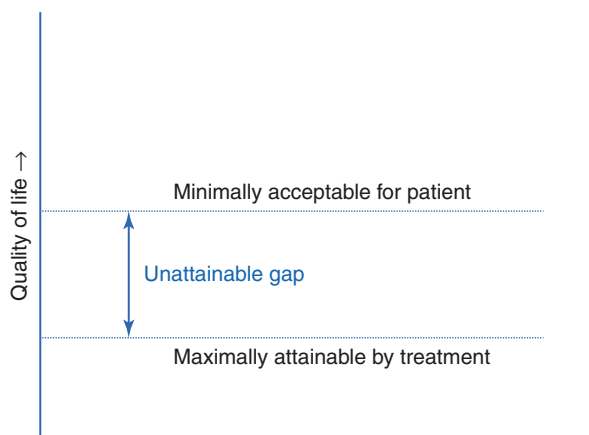 Quality of life →
Minimally acceptable for patient
Unattainable gap
Maximally attainable by treatment